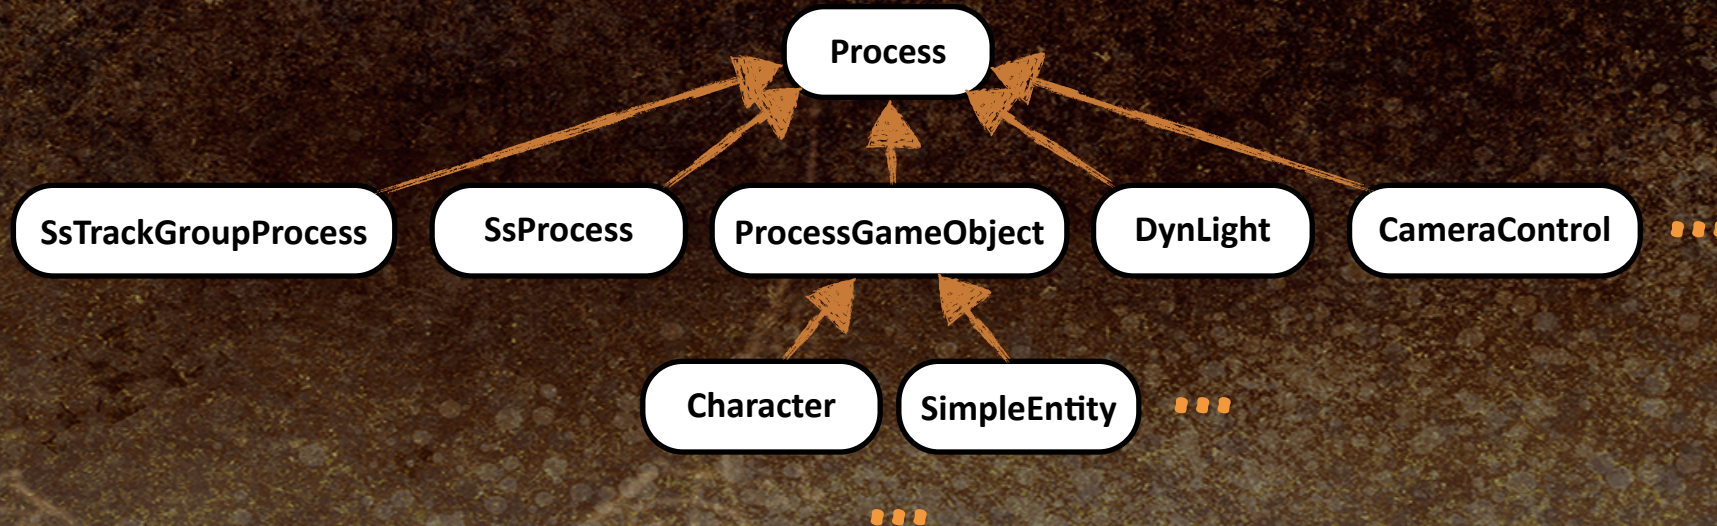 Process
SsTrackGroupProcess
SsProcess
ProcessGameObject
DynLight
CameraControl
...
Character
SimpleEntity
...
...